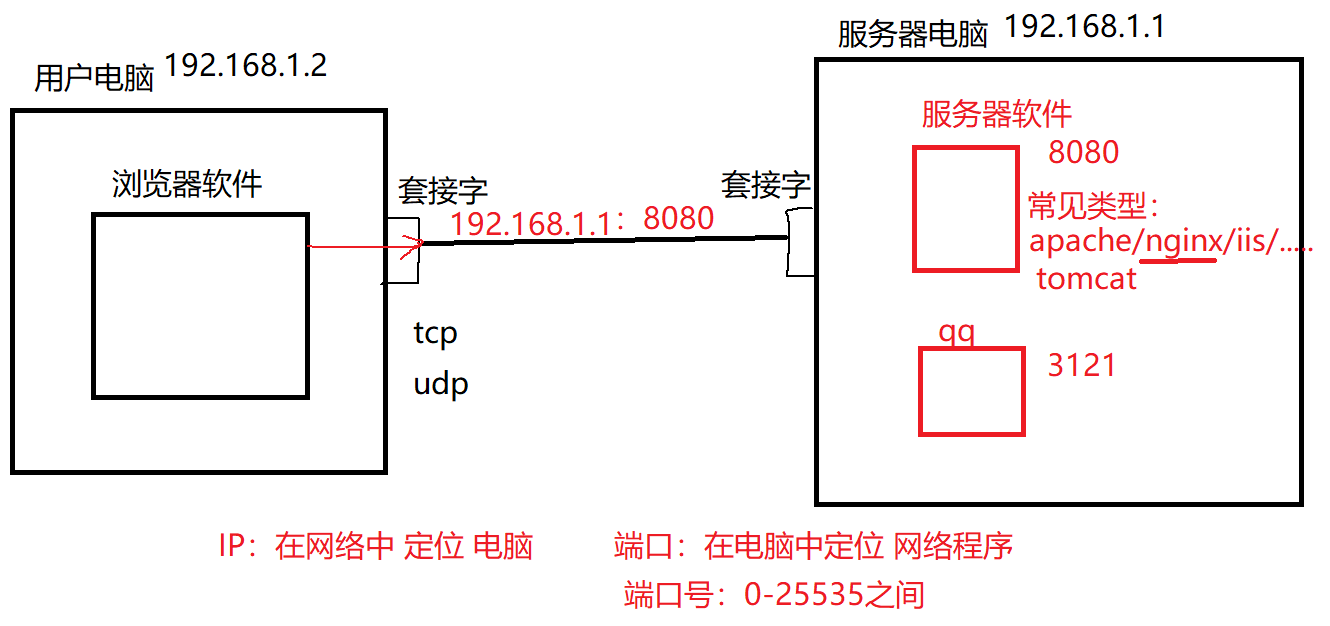 用户电脑 192.168.1.2
浏览器软件
套接字
192.168.1.1：8080
tcp
udp
套接字
服务器电脑 192.168.1.1
服务器软件
8080
常见类型：
apache/nginx/iis/.....
tomcat
qq
3121
IP：在网络中 定位 电脑
端口：在电脑中定位 网络程序
端口号：0-25535之间